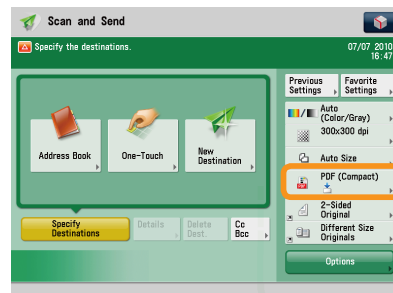 Scan and Send
Specify the destinations.
07/07 2010
16:47
Previous
Settings
Favorite
Settings
Auto
(Color/Gray)
300x300 dpi
Address Book
One-Touch
New
Destination
Auto Size
PDF (Compact)
2-Sided
Original
Different Size
Originals
Specify
Destinations
Details
Delete
Dest.
Cc
Bcc
Options